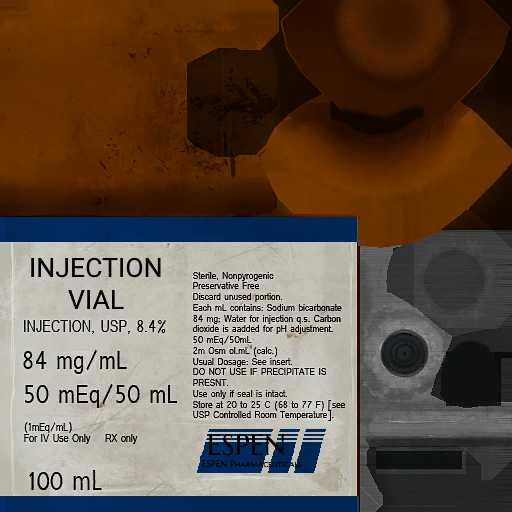 INJECTION
VIAL
INJECTION, USP, 8.4%
84 mg/mL
50 mEq/50 mL
(1mEq/mL)
For IV Use Only RX only
100 mL
Sterile, Nonpyrogenic
Preservative Free
Discard unused portion.
Each mL contains: Sodium bicarbonate
84 mg; Water for injection q.s. Carbon
dioxide is aadded for pH adjustment.
50 mEq/50mL
2m Osm ol.mL (calc.)
Usual Dosage: See insert.
DO NOT USE IF PRECIPITATE IS
PRESNT.
Use only if seal is intact.
Store at 20 to 25 C (68 to 77 F) [see
USP Controlled Room Temperature].
ESPEN
ESPEN PHARMACEUTICALS